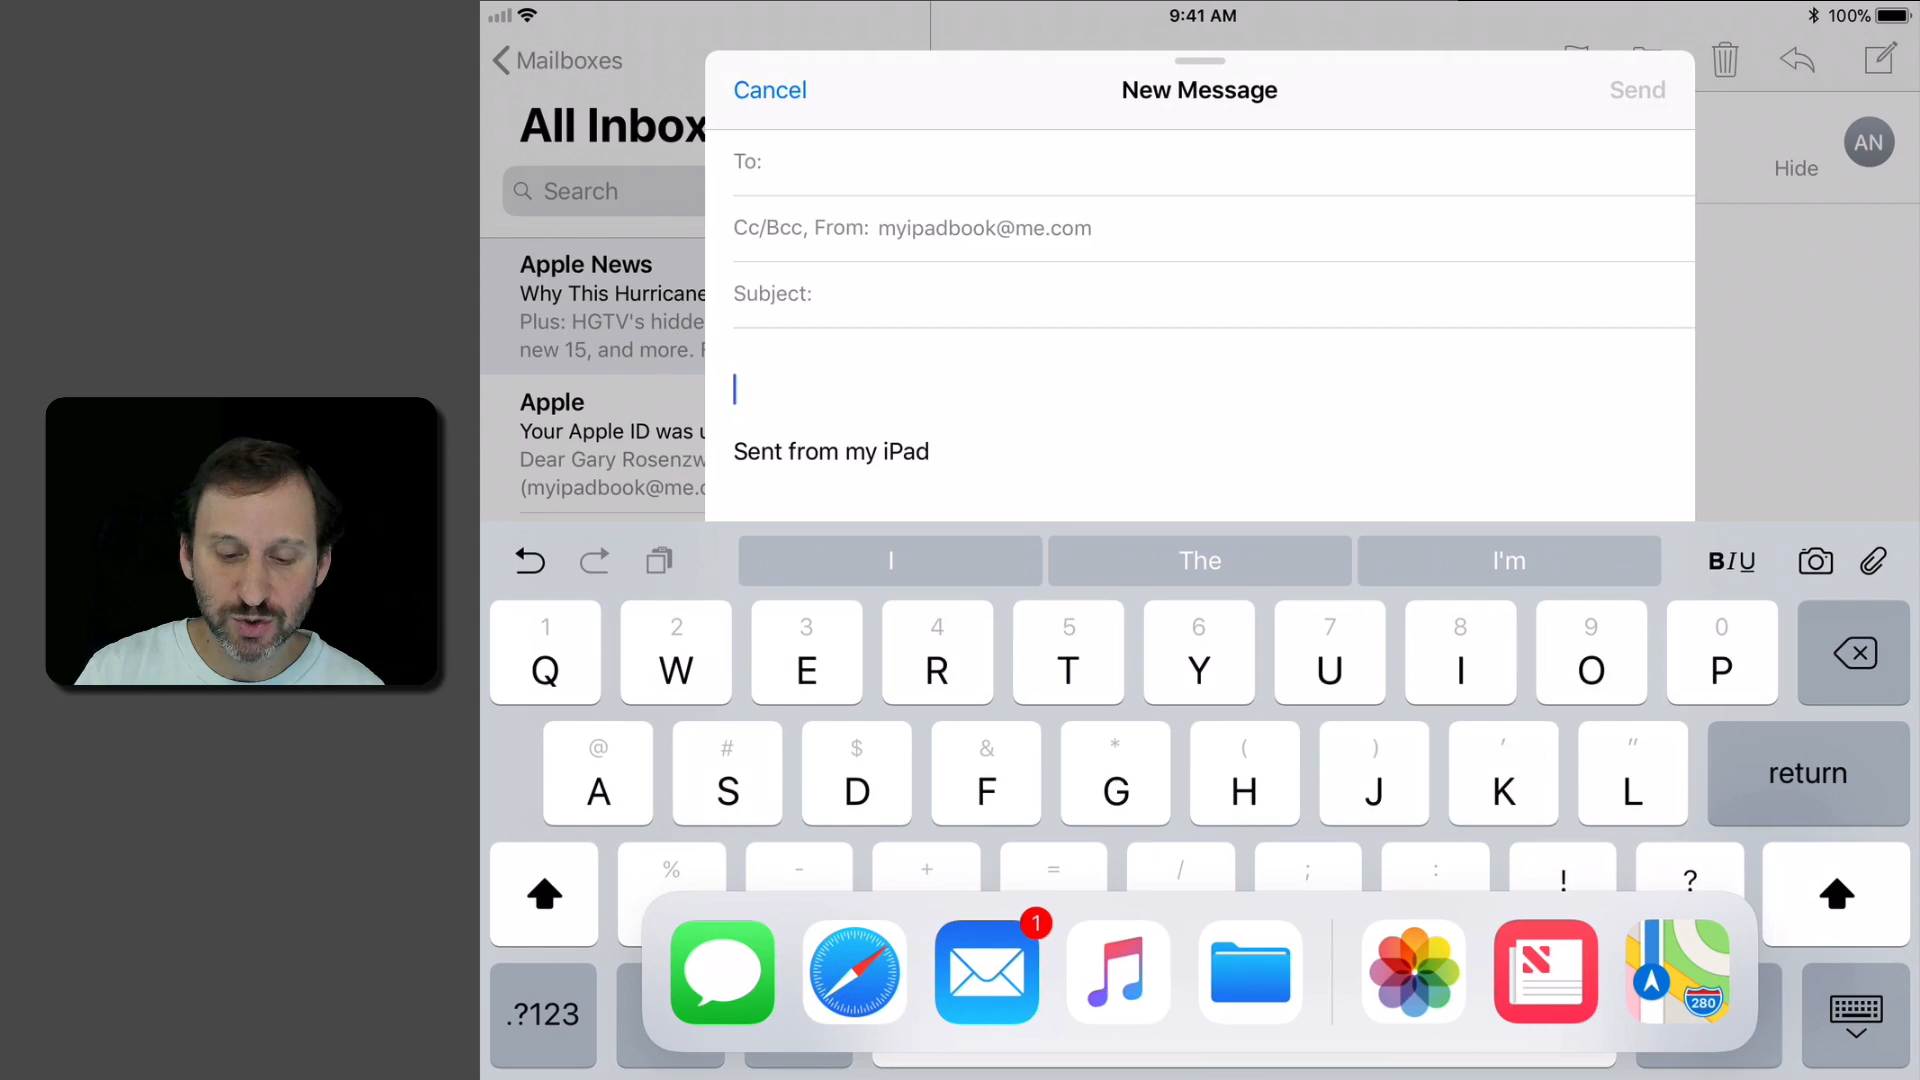 9:41 AM
100%
Mailboxes
Cancel
New Message
Send
All Inbox
AN
Hide
To:
Search
Cc/Bcc, From: myipadbook@me.com
Apple News
Why This Hurricane
Plus: HGTV's hidde
new 15, and more. F
Subject:
Apple
Your Apple ID was u
Dear Gary Rosenzw
(myipadbook@me.c
Sent from my iPad
I
The
I'm
BIU
1 2 3 4 5 6 7 8 9 0
Q W E R T Y U I O P
@ # $ & * ( ) ' "
A S D F G H J K L
return
% - + = / ; : ! ?
1
N
280
.?123